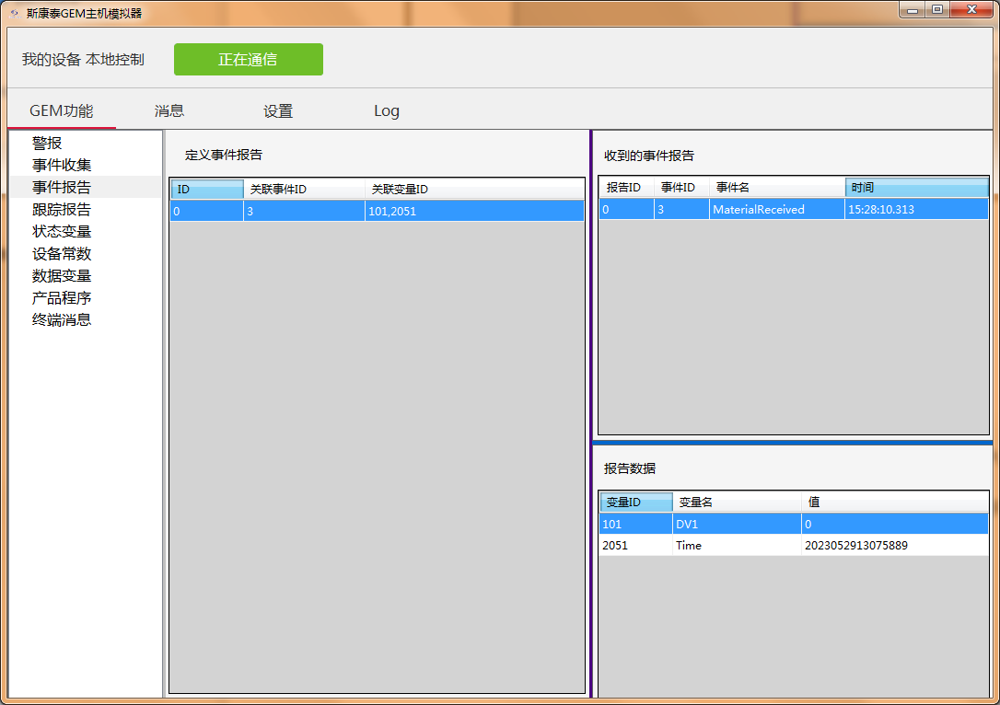 斯康泰GEM主机模拟器
我的设备 本地控制 正在通信
GEM功能 消息 设置 Log
警报
事件收集
事件报告
跟踪报告
状态变量
设备常数
数据变量
产品程序
终端消息
定义事件报告
ID 关联事件ID 关联变量ID
0 3 101,2051
收到的事件报告
报告ID 事件ID 事件名 时间
0 3 MaterialReceived 15:28:10.313
报告数据
变量ID 变量名 值
101 DV1 0
2051 Time 2023052913075889